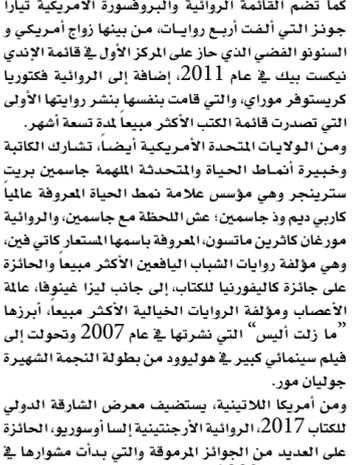 كما تضم القائمة الروائية والبروفسورة الأمريكية تيارا
جونز التي ألفت أربع روايات، من بينها زواج أمريكي و
السنونو الفضي الذي حاز على المركز الأول في قائمة الإندي
نيكست بيك في عام 2011، إضافة إلى الروائية فكتوريا
كريستوفر موراي، والتي قامت بنفسها بنشر روايتها الأولى
التي تصدرت قائمة الكتب الأكثر مبيعاً لمدة تسعة أشهر.
ومن الولايات المتحدة الأمريكية أيضاً، تشارك الكاتبة
وخبيرة أنماط الحياة والمتحدثة الملهمة جاسمين بريت
سترينجر وهي مؤسس علامة نمط الحياة المعروفة عالمياً
كاربي ديم وذ جاسمين؛ عش اللحظة مع جاسمين، والروائية
مورغان كاثرين ماتسون، المعروفة باسمها المستعار كاتي فين،
وهي مؤلفة روايات الشباب اليافعين الأكثر مبيعاً والحائزة
على جائزة كاليفورنيا للكتاب، إلى جانب ليزا غينوفا، عالمة
الأعصاب ومؤلفة الروايات الخيالية الأكثر مبيعاً، أبرزها
"ما زلت أليس" التي نشرتها في عام 2007 وتحولت إلى
فيلم سينمائي كبير في هوليوود من بطولة النجمة الشهيرة
جوليان مور.
ومن أمريكا اللاتينية، يستضيف معرض الشارقة الدولي
للكتاب 2017، الروائية الأرجنتينية إلسا أوسوريو، الحائزة
على العديد من الجوائز المرموقة والتي بدأت مشوارها في